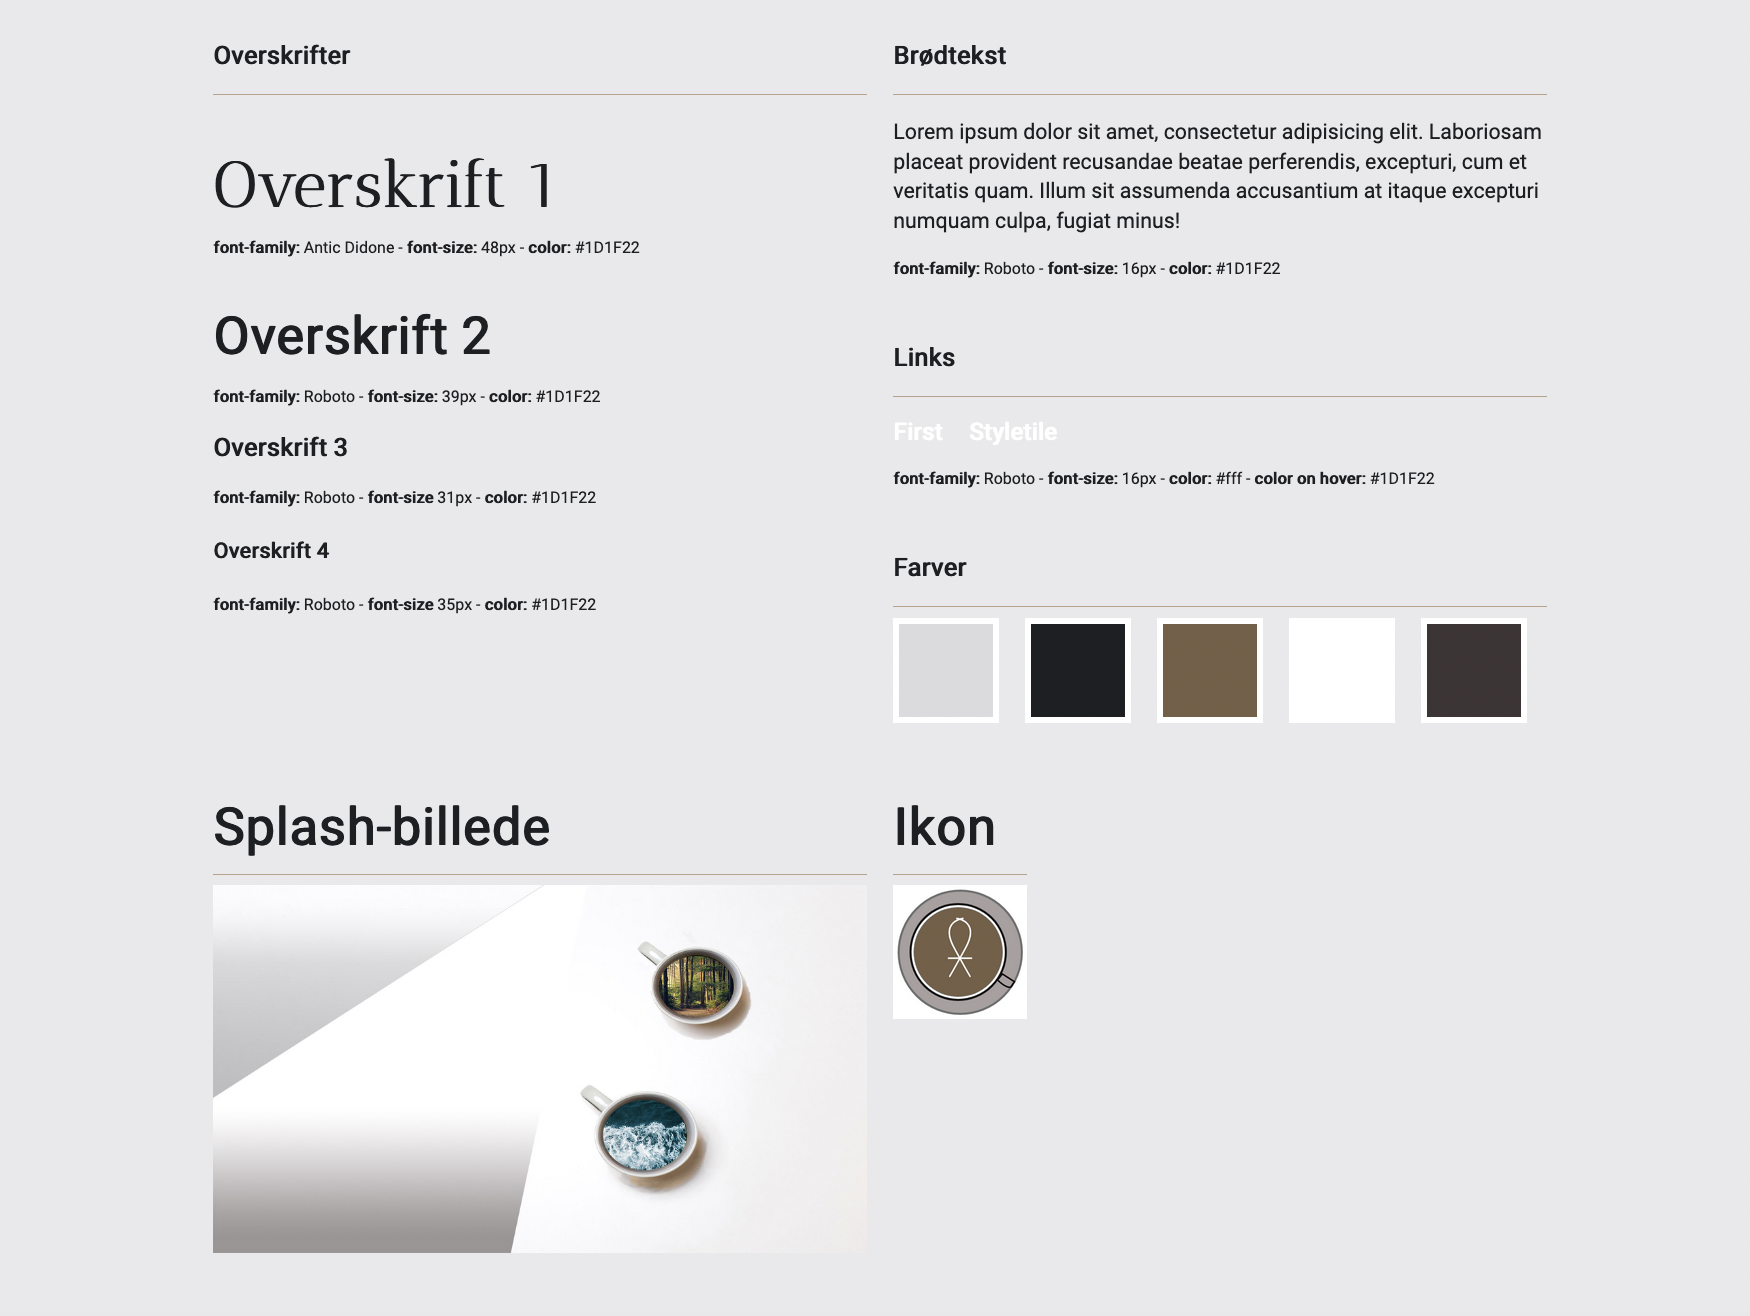 Overskrifter
Overskrift 1
font-family: Antic Didone - font-size: 48px - color: #1D1F22
Overskrift 2
font-family: Roboto - font-size: 39px - color: #1D1F22
Overskrift 3
font-family: Roboto - font-size 31px - color: #1D1F22
Overskrift 4
font-family: Roboto - font-size 35px - color: #1D1F22
Brødtekst
Lorem ipsum dolor sit amet, consectetur adipisicing elit. Laboriosam
placeat provident recusandae beatae perferendis, excepturi, cum et
veritatis quam. Illum sit assumenda accusantium at itaque excepturi
numquam culpa, fugiat minus!
font-family: Roboto - font-size: 16px - color: #1D1F22
Links
First Styletile
font-family: Roboto - font-size: 16px - color: #fff - color on hover: #1D1F22
Farver
Splash-billede
Ikon